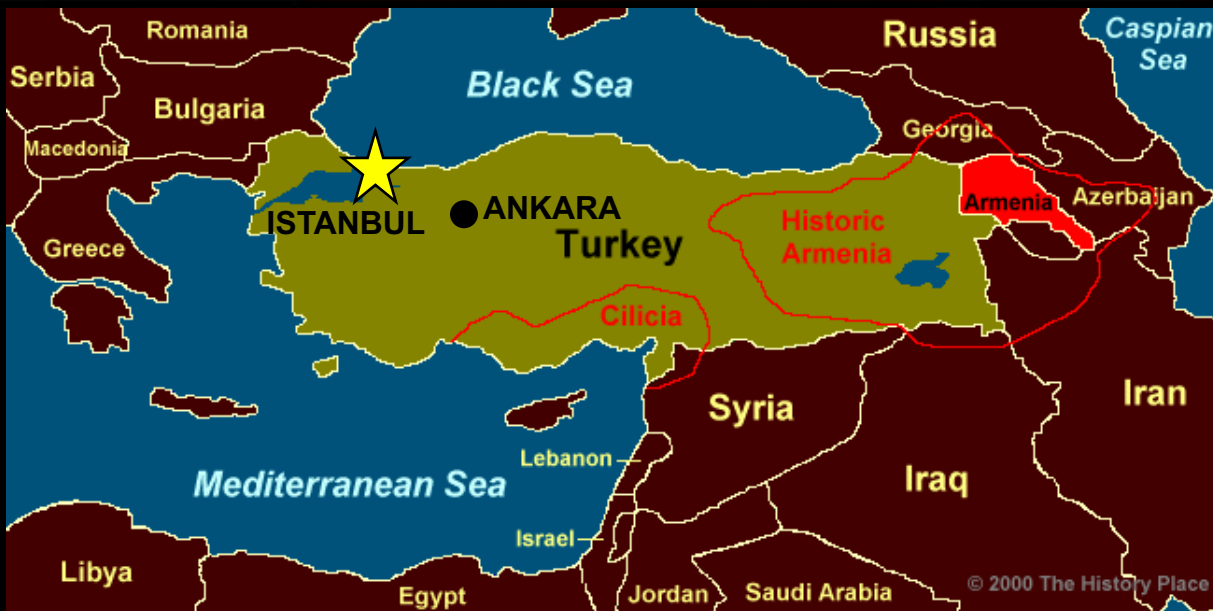 Romania
Russia
Caspian
Sea
Serbia
Black Sea
Bulgaria
Georgia
Macedonia
Azerbaijan
Armenia
ISTANBUL
ANKARA
Historic
Armenia
Turkey
Greece
Cilicia
Syria
Iran
Lebanon
Mediterranean Sea
Iraq
Israel
Libya
Egypt
Jordan
Saudi Arabia
© 2000 The History Place